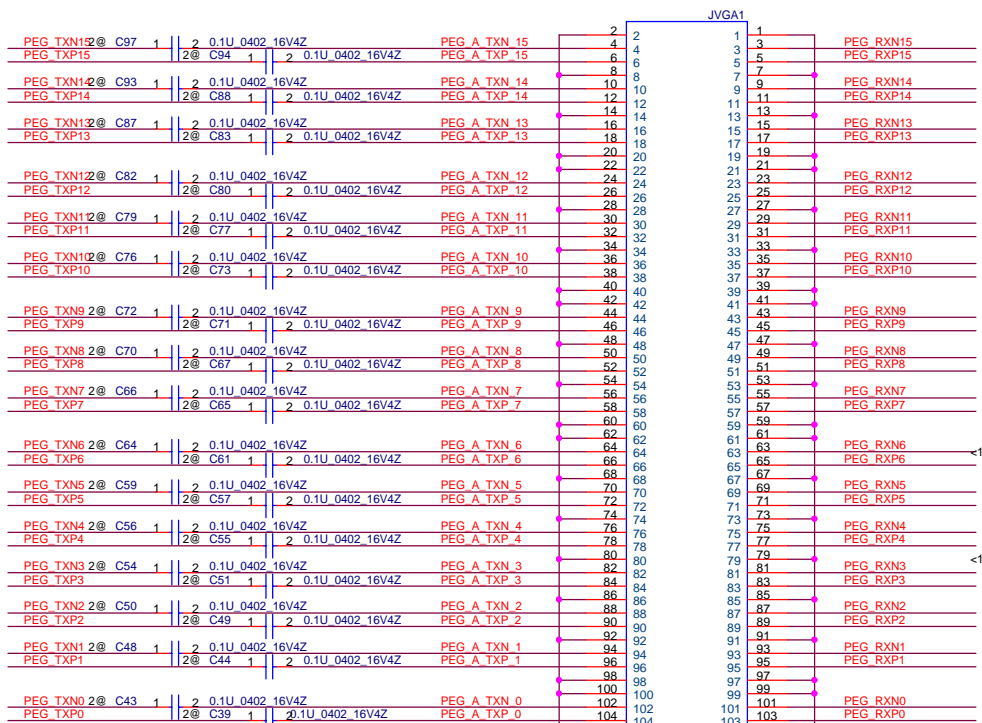 JVGA1
2 2 1 1
PEG_TXN15 2@ C97 1 2 0.1U_0402_16V4Z PEG_A_TXN_15 4 4 3 3 PEG_RXN15
PEG_TXP15 2@ C94 1 2 0.1U_0402_16V4Z PEG_A_TXP_15 6 6 5 5 PEG_RXP15
8 8 7 7
PEG_TXN14 2@ C93 1 2 0.1U_0402_16V4Z PEG_A_TXN_14 10 10 9 9 PEG_RXN14
PEG_TXP14 2@ C88 1 2 0.1U_0402_16V4Z PEG_A_TXP_14 12 12 11 11 PEG_RXP14
14 14 13 13
PEG_TXN13 2@ C87 1 2 0.1U_0402_16V4Z PEG_A_TXN_13 16 16 15 15 PEG_RXN13
PEG_TXP13 2@ C83 1 2 0.1U_0402_16V4Z PEG_A_TXP_13 18 18 17 17 PEG_RXP13
20 20 19 19
22 22 21 21
PEG_TXN12 2@ C82 1 2 0.1U_0402_16V4Z PEG_A_TXN_12 24 24 23 23 PEG_RXN12
PEG_TXP12 2@ C80 1 2 0.1U_0402_16V4Z PEG_A_TXP_12 26 26 25 25 PEG_RXP12
28 28 27 27
PEG_TXN11 2@ C79 1 2 0.1U_0402_16V4Z PEG_A_TXN_11 30 30 29 29 PEG_RXN11
PEG_TXP11 2@ C77 1 2 0.1U_0402_16V4Z PEG_A_TXP_11 32 32 31 31 PEG_RXP11
34 34 33 33
PEG_TXN10 2@ C76 1 2 0.1U_0402_16V4Z PEG_A_TXN_10 36 36 35 35 PEG_RXN10
PEG_TXP10 2@ C73 1 2 0.1U_0402_16V4Z PEG_A_TXP_10 38 38 37 37 PEG_RXP10
40 40 39 39
42 42 41 41
PEG_TXN9 2@ C72 1 2 0.1U_0402_16V4Z PEG_A_TXN_9 44 44 43 43 PEG_RXN9
PEG_TXP9 2@ C71 1 2 0.1U_0402_16V4Z PEG_A_TXP_9 46 46 45 45 PEG_RXP9
48 48 47 47
PEG_TXN8 2@ C70 1 2 0.1U_0402_16V4Z PEG_A_TXN_8 50 50 49 49 PEG_RXN8
PEG_TXP8 2@ C67 1 2 0.1U_0402_16V4Z PEG_A_TXP_8 52 52 51 51 PEG_RXP8
54 54 53 53
PEG_TXN7 2@ C66 1 2 0.1U_0402_16V4Z PEG_A_TXN_7 56 56 55 55 PEG_RXN7
PEG_TXP7 2@ C65 1 2 0.1U_0402_16V4Z PEG_A_TXP_7 58 58 57 57 PEG_RXP7
60 60 59 59
62 62 61 61
PEG_TXN6 2@ C64 1 2 0.1U_0402_16V4Z PEG_A_TXN_6 64 64 63 63 PEG_RXN6 <1
PEG_TXP6 2@ C61 1 2 0.1U_0402_16V4Z PEG_A_TXP_6 66 66 65 65 PEG_RXP6
68 68 67 67
PEG_TXN5 2@ C59 1 2 0.1U_0402_16V4Z PEG_A_TXN_5 70 70 69 69 PEG_RXN5
PEG_TXP5 2@ C57 1 2 0.1U_0402_16V4Z PEG_A_TXP_5 72 72 71 71 PEG_RXP5
74 74 73 73
PEG_TXN4 2@ C56 1 2 0.1U_0402_16V4Z PEG_A_TXN_4 76 76 75 75 PEG_RXN4
PEG_TXP4 2@ C55 1 2 0.1U_0402_16V4Z PEG_A_TXP_4 78 78 77 77 PEG_RXP4
80 80 79 79 <1
PEG_TXN3 2@ C54 1 2 0.1U_0402_16V4Z PEG_A_TXN_3 82 82 81 81 PEG_RXN3
PEG_TXP3 2@ C51 1 2 0.1U_0402_16V4Z PEG_A_TXP_3 84 84 83 83 PEG_RXP3
86 86 85 85
PEG_TXN2 2@ C50 1 2 0.1U_0402_16V4Z PEG_A_TXN_2 88 88 87 87 PEG_RXN2
PEG_TXP2 2@ C49 1 2 0.1U_0402_16V4Z PEG_A_TXP_2 90 90 89 89 PEG_RXP2
92 92 91 91
PEG_TXN1 2@ C48 1 2 0.1U_0402_16V4Z PEG_A_TXN_1 94 94 93 93 PEG_RXN1
PEG_TXP1 2@ C44 1 2 0.1U_0402_16V4Z PEG_A_TXP_1 96 96 95 95 PEG_RXP1
98 98 97 97
100 100 99 99
PEG_TXN0 2@ C43 1 2 0.1U_0402_16V4Z PEG_A_TXN_0 102 102 101 101 PEG_RXN0
PEG_TXP0 2@ C39 1 2 0.1U_0402_16V4Z PEG_A_TXP_0 104 104 103 103 PEG_RXP0